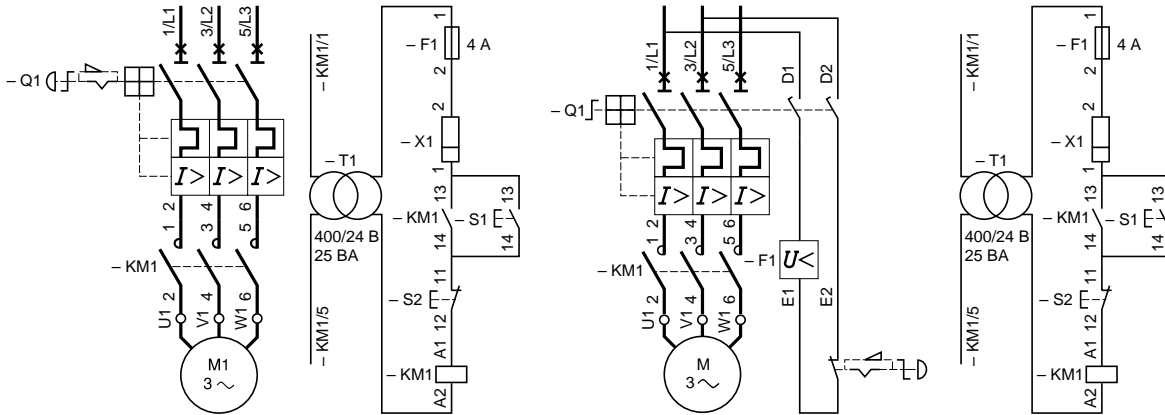 1/L1 3/L2 5/L3
– Q1
I> I> I>
2 4 6
1 3 5
– KM1
2 4 6
U1 V1 W1
M1
3 ~
– KM1/1
– T1
400/24 В
25 ВА
– KM1/5
1
– F1 4 A
2
2
– X1
1
13 13
– KM1 – S1
14 14
11
– S2
12
A1
– KM1
A2
1/L1 3/L2 5/L3
D1 D2
– Q1
I> I> I>
2 4 6
1 3 5
– F1 U<
– KM1
E1 E2
2 4 6
U1 V1 W1
M
3 ~
– KM1/1
– T1
400/24 В
25 ВА
– KM1/5
1
– F1 4 A
2
2
– X1
1
13 13
– KM1 – S1
14 14
11
– S2
12
A1
– KM1
A2